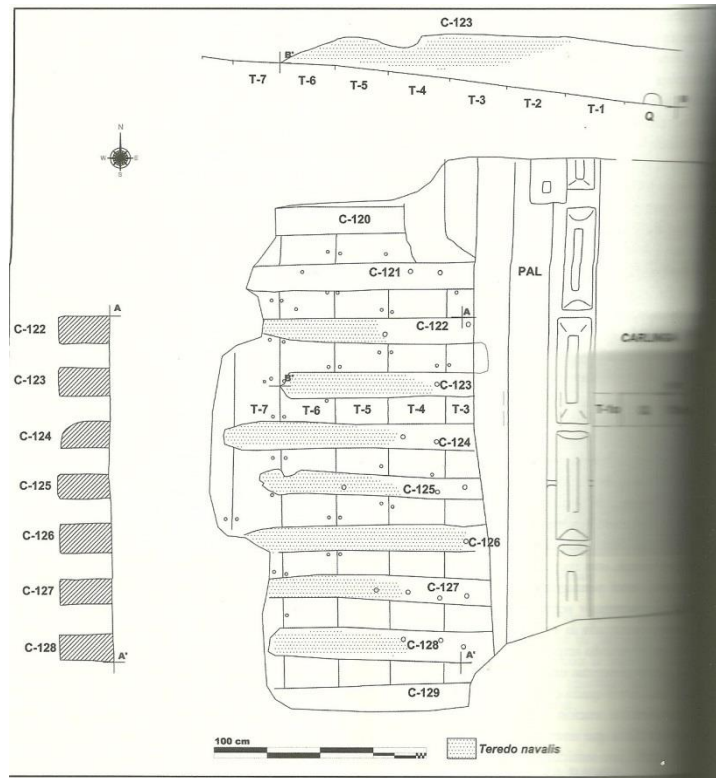 C-123
B'
T-7 T-6 T-5 T-4 T-3 T-2 T-1 Q
N
W E
S
C-120
C-121
PAL
A
A
C-122
C-122
C-123
B'
C-123
CARLINGA
T-7 T-6 T-5 T-4 T-3
C-124
C-124
C-125
C-125
C-126
C-126
C-127
C-127
C-128
C-128
A'
A'
C-129
100 cm
Teredo navalis